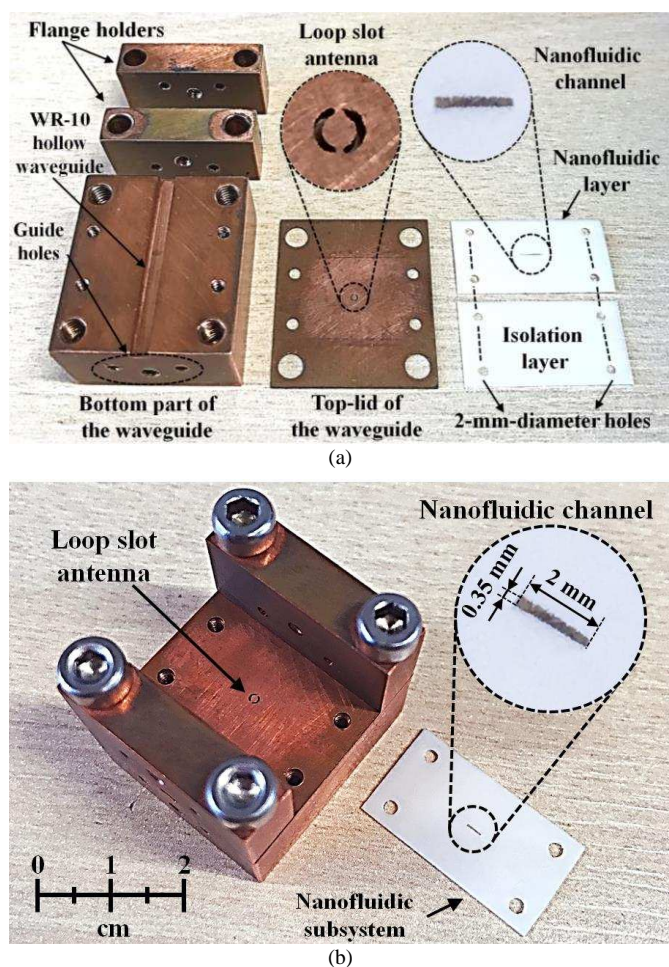 Flange holders
Loop slot
antenna
Nanofluidic
channel
WR-10
hollow
waveguide
Nanofluidic
layer
Guide
holes
Isolation
layer
Bottom part of
the waveguide
Top-lid of
the waveguide
2-mm-diameter holes
(a)
Nanofluidic channel
Loop slot
antenna
0.35 mm
2 mm
0 1 2
cm
Nanofluidic
subsystem
(b)